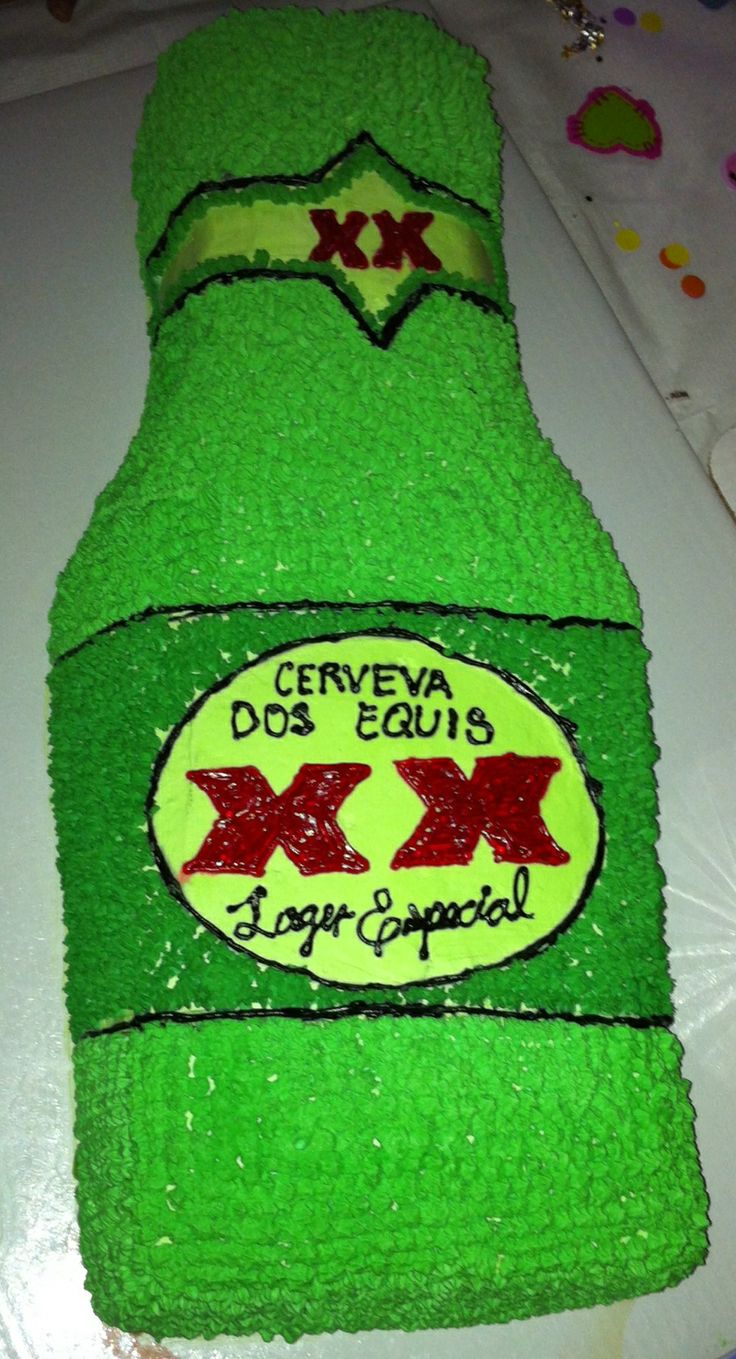 XX
CERVEVA
DOS EQUIS
XX
Lager Especial